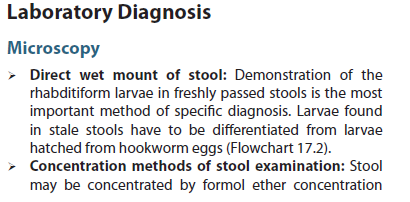 Laboratory Diagnosis
Microscopy
➢ Direct wet mount of stool: Demonstration of the
rhabditiform larvae in freshly passed stools is the most
important method of specific diagnosis. Larvae found
in stale stools have to be differentiated from larvae
hatched from hookworm eggs (Flowchart 17.2).
➢ Concentration methods of stool examination: Stool
may be concentrated by formol ether concentration